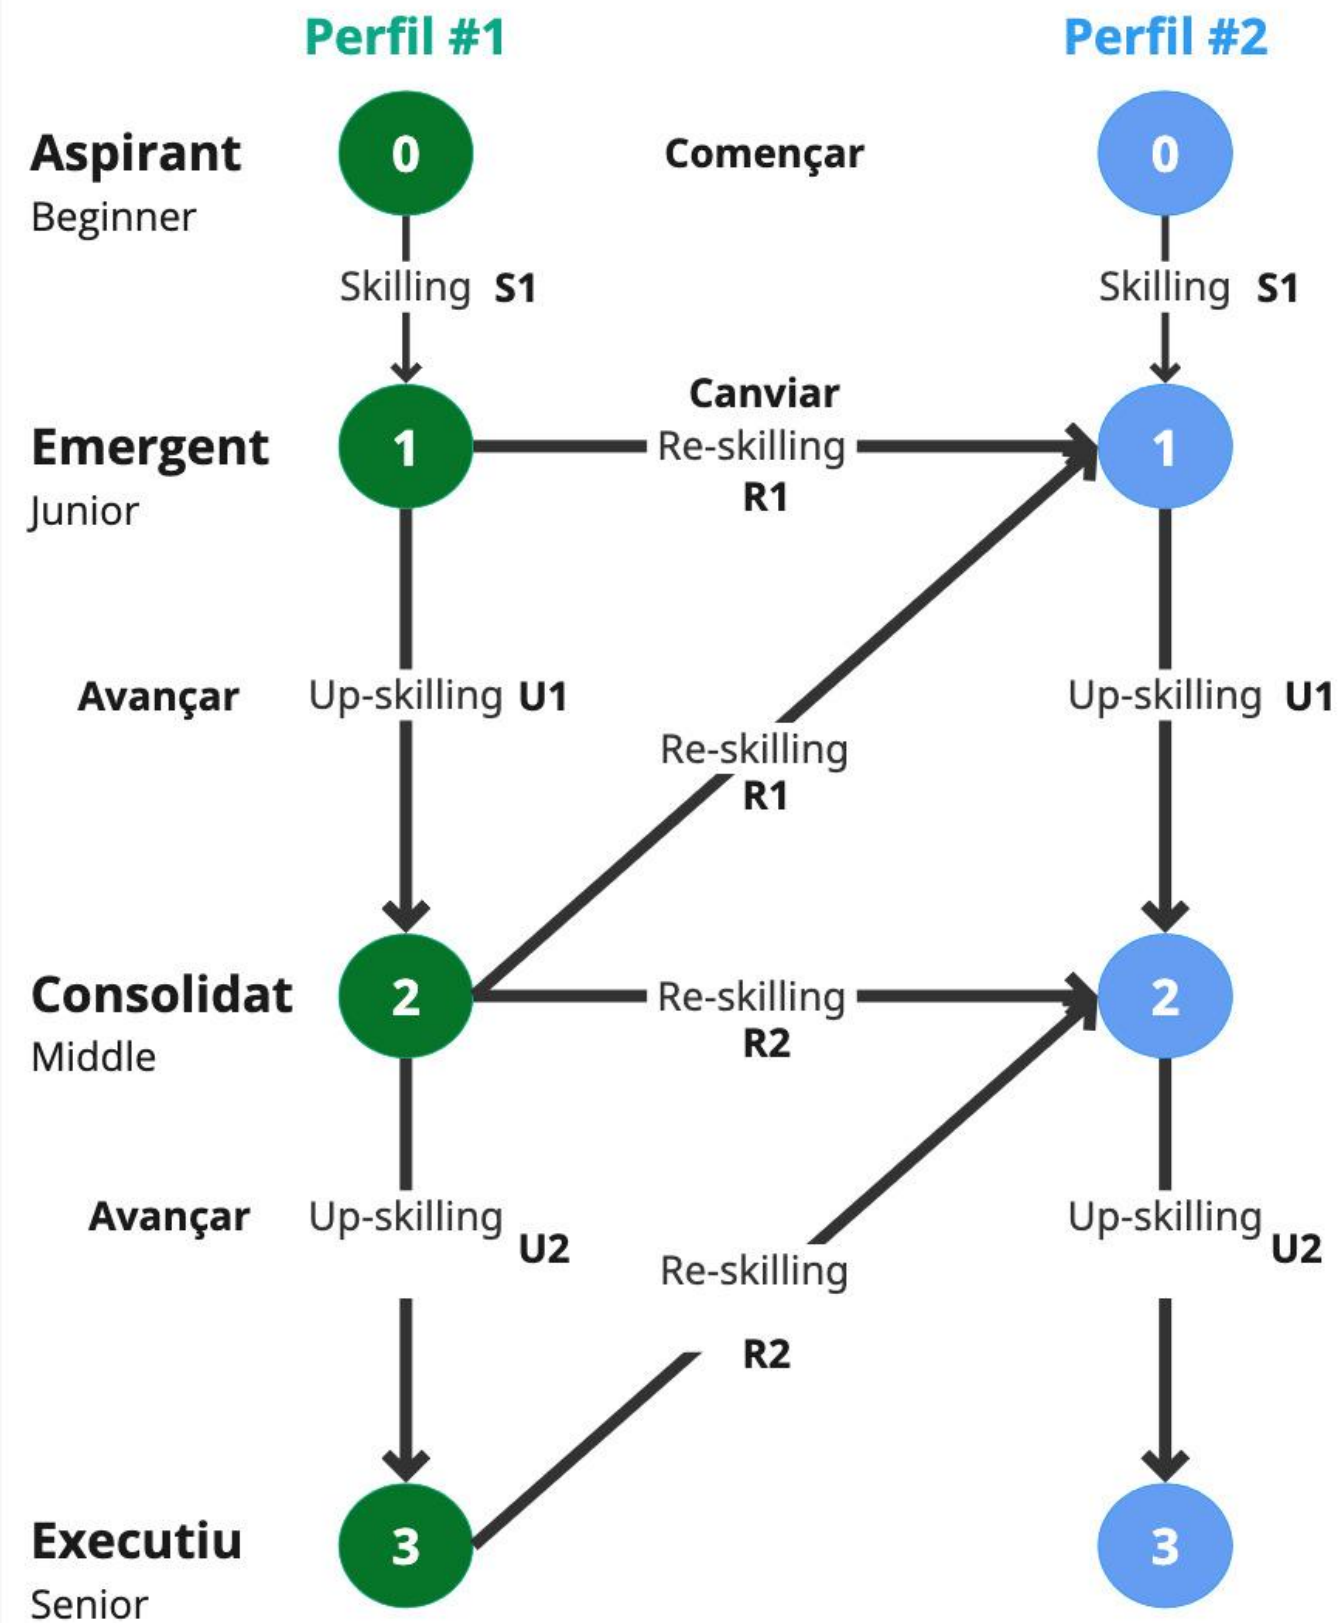 Perfil #1
Perfil #2
Aspirant
0
Començar
0
Beginner
Skilling S1
Skilling S1
Canviar
Emergent
1
Re-skilling
1
Junior
R1
Avançar
Up-skilling U1
Up-skilling U1
Re-skilling
R1
Consolidat
2
Re-skilling
2
Middle
R2
Avançar
Up-skilling
U2
Up-skilling
U2
Re-skilling
R2
Executiu
3
3
Senior